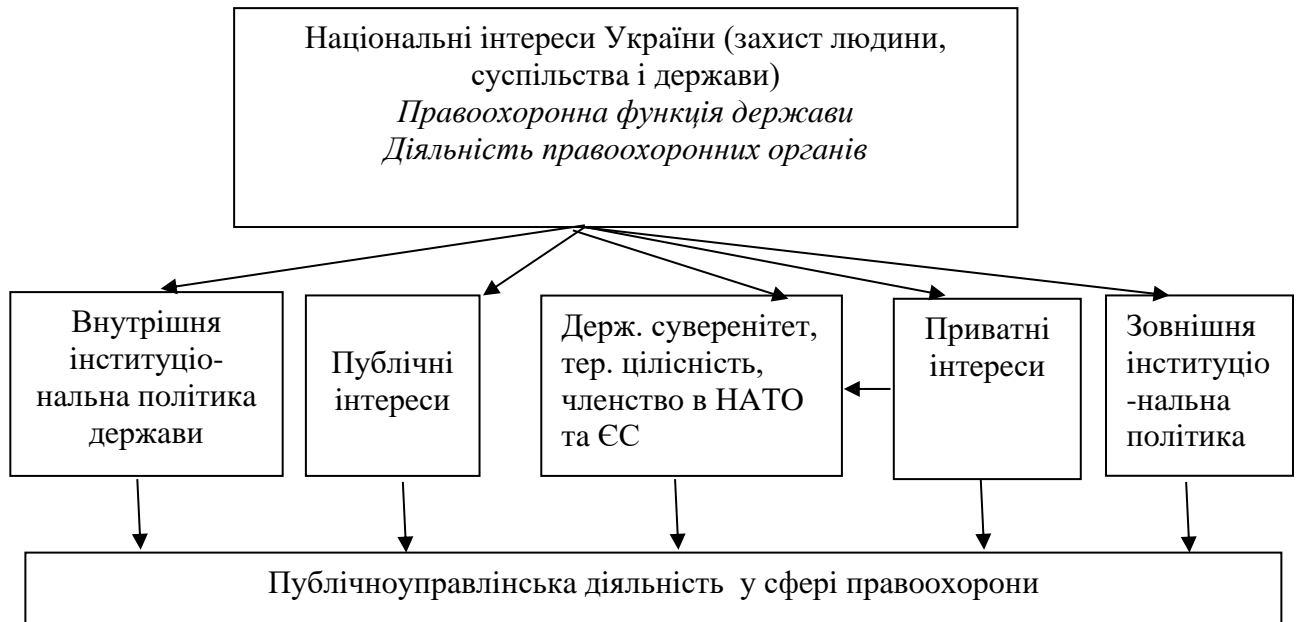 Національні інтереси України (захист людини,
суспільства і держави)
Правоохоронна функція держави
Діяльність правоохоронних органів
Внутрішня
інституціо-
нальна політика
держави
Публічні
інтереси
Держ. суверенітет,
тер. цілісність,
членство в НАТО
та ЄС
Приватні
інтереси
Зовнішня
інституціо
-нальна
політика
Публічноуправлінська діяльність у сфері правоохорони